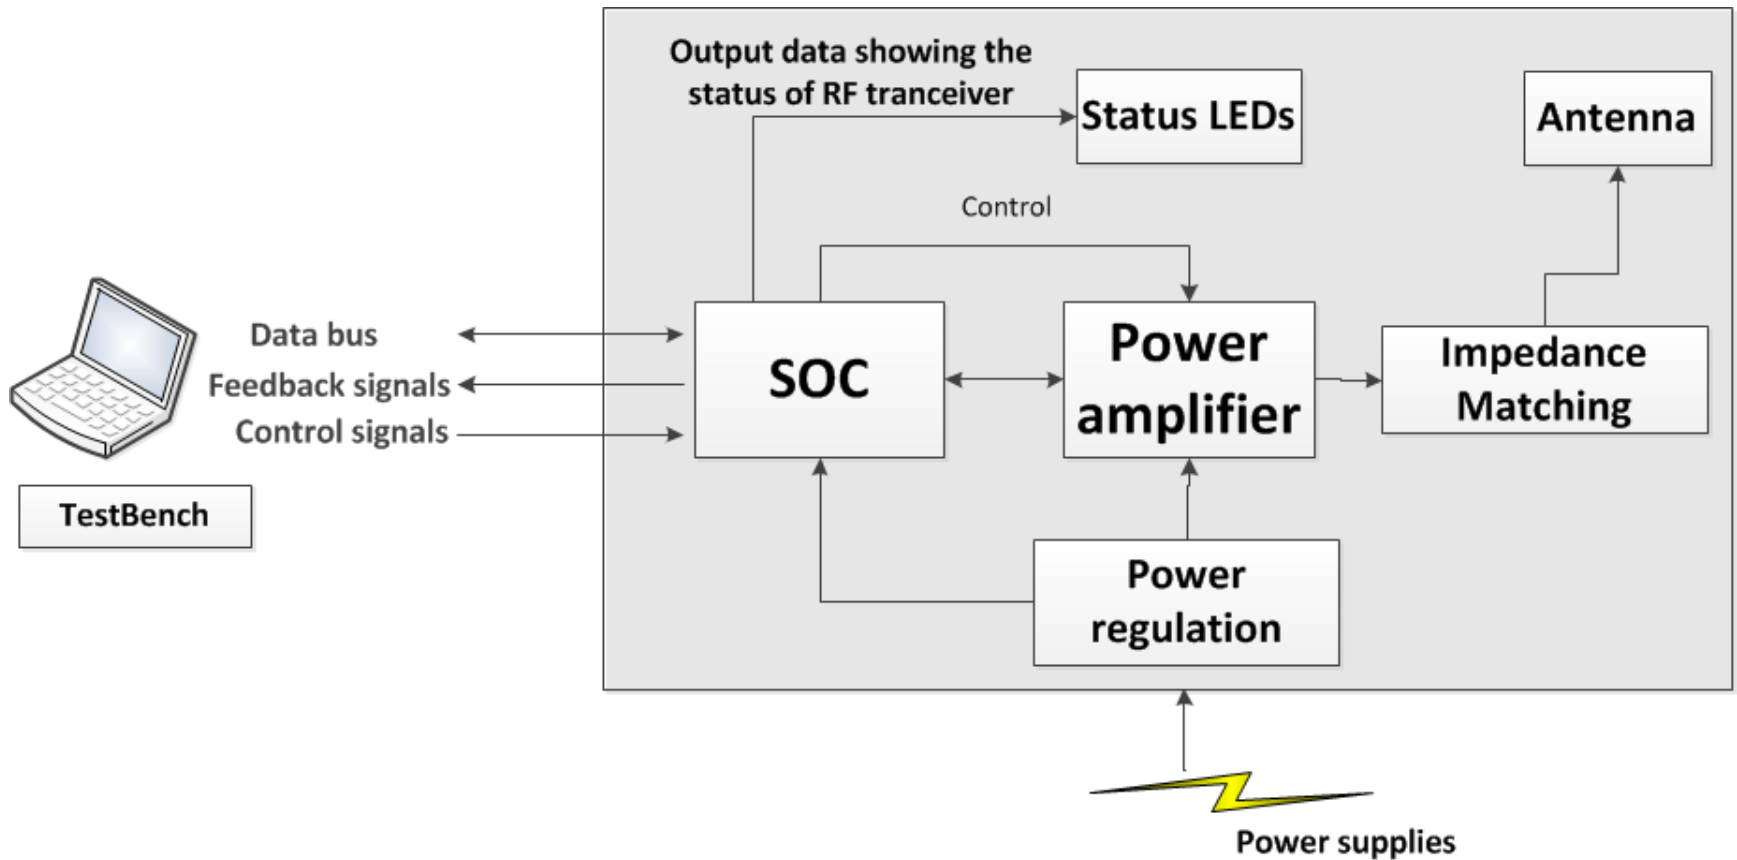 Output data showing the
status of RF tranceiver
Status LEDs
Antenna
Control
Data bus
Feedback signals
Control signals
SOC
Power
amplifier
Impedance
Matching
TestBench
Power
regulation
Power supplies